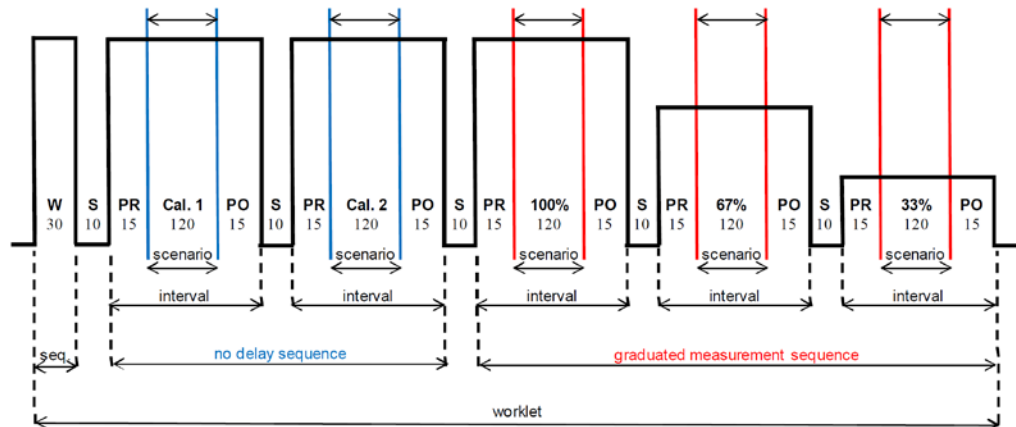 W S PR Cal. 1 PO S PR Cal. 2 PO S PR 100% PO S PR 67% PO S PR 33% PO
30 10 15 120 15 10 15 120 15 10 15 120 15 10 15 120 15 10 15 120 15
scenario scenario scenario scenario scenario
interval interval interval interval interval
seq. no delay sequence graduated measurement sequence
worklet